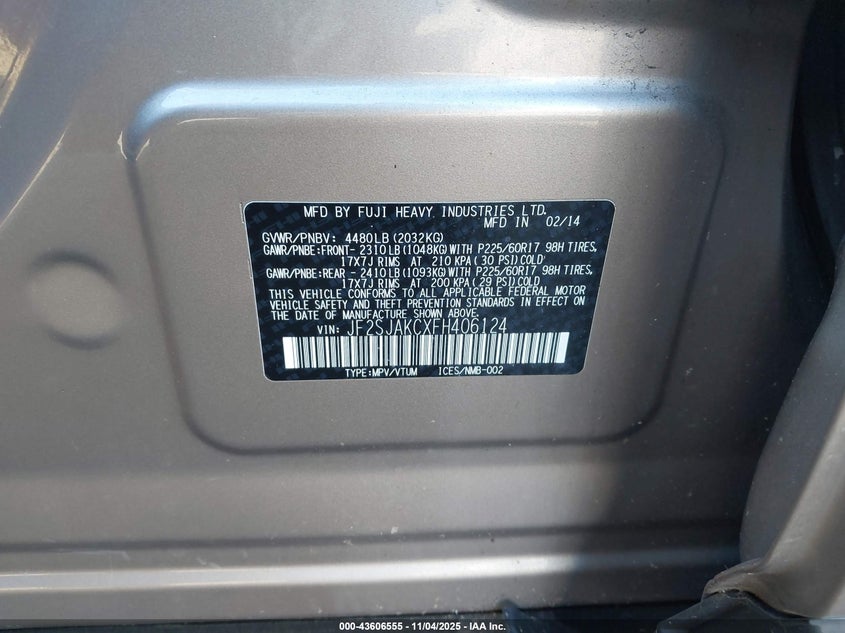 MFD BY FUJI HEAVY INDUSTRIES LTD.
MFD IN 02/14
GVWR/PNBV: 4480LB (2032KG)
GAWR/PNBE:FRONT-2310LB(1048KG)WITH P225/60R17 98H TIRES,
17X7J RIMS AT 210 KPA(30 PSI)COLD
GAWR/PNBE:REAR -2410LB(1093KG)WITH P225/60R17 98H TIRES,
17X7J RIMS AT 200 KPA(29 PSI)COLD
THIS VEHICLE CONFORMS TO ALL APPLICABLE FEDERAL MOTOR
VEHICLE SAFETY AND THEFT PREVENTION STANDARDS IN EFFECT ON
THE DATE OF MANUFACTURE SHOWN ABOVE.
VIN: JF2SJAKCXFH406124
TYPE:MPV/VTUM ICES/NMB-002
000-43606555 - 11/04/2025 - IAA Inc.